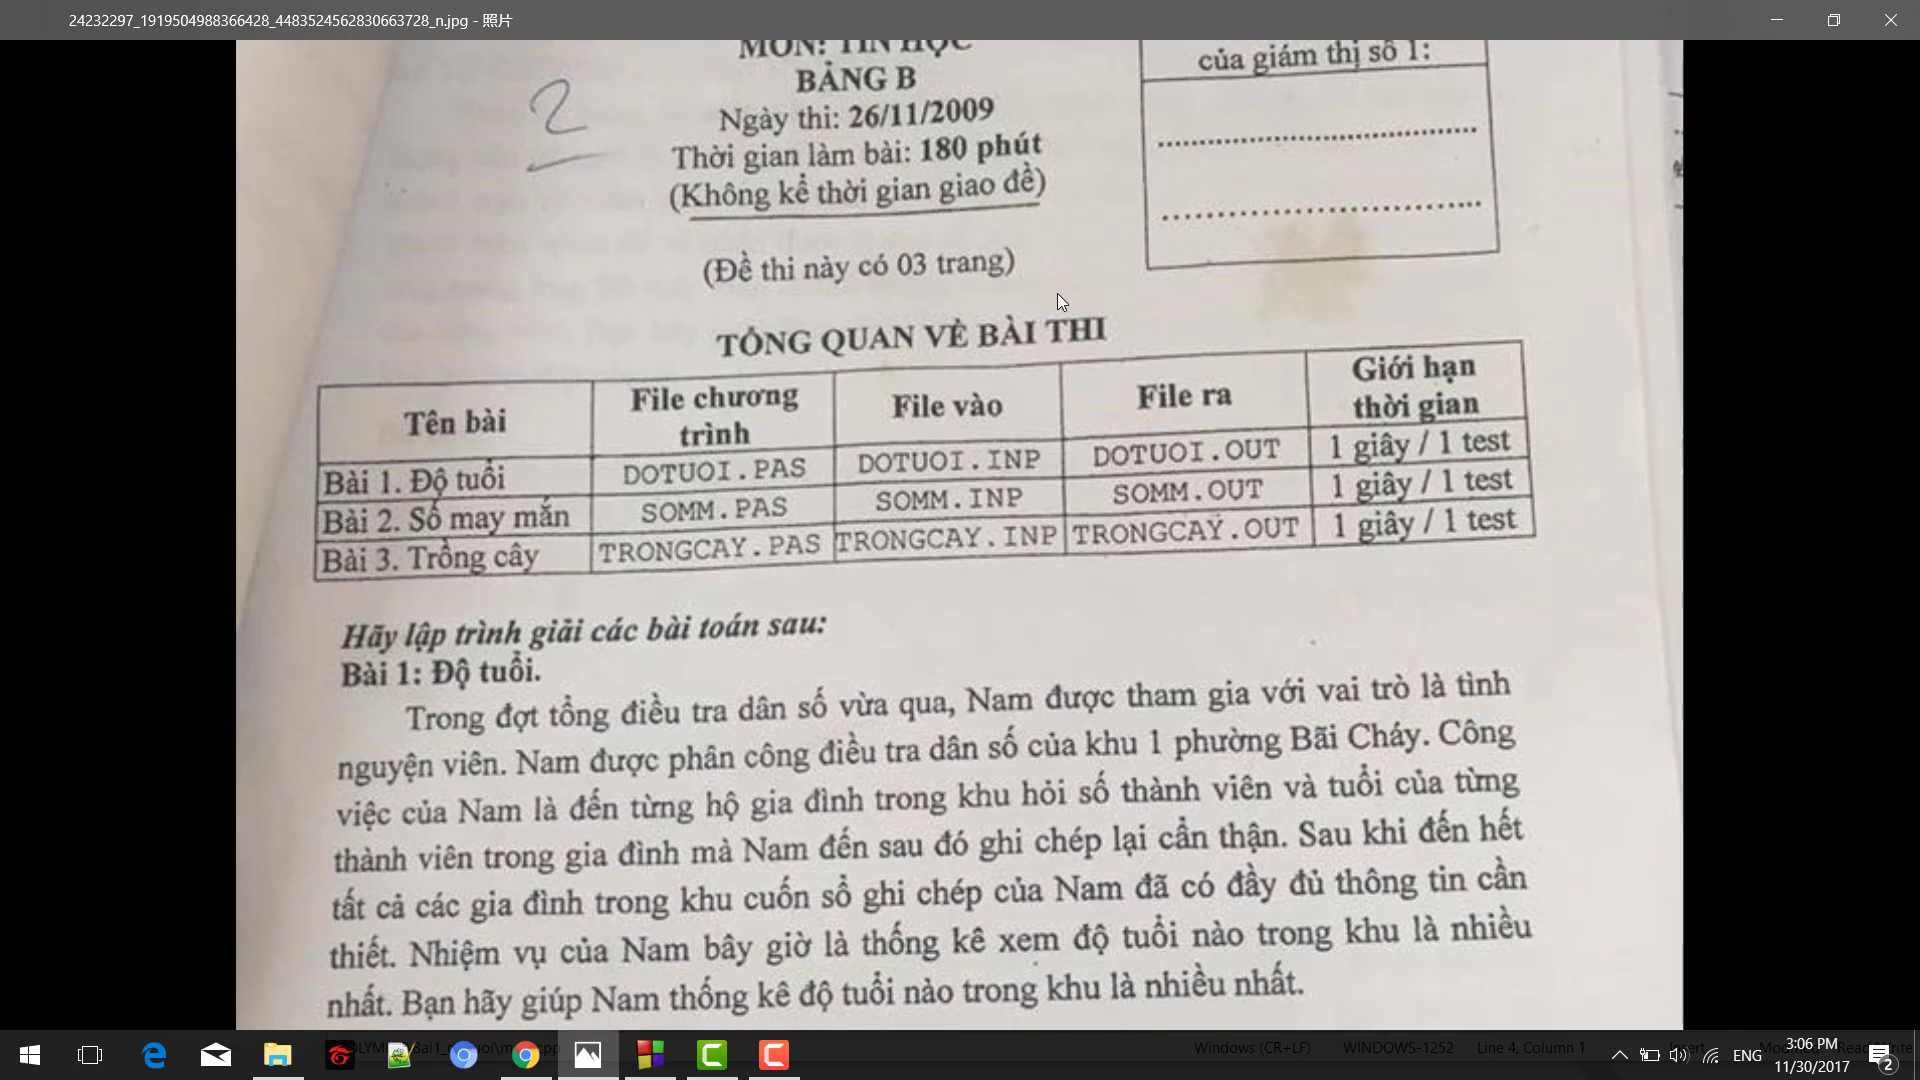 24232297_1919504988366428_4483524562830663728_n.jpg - 照片
MÔN: TIN HỌC
BẢNG B
Ngày thi: 26/11/2009
Thời gian làm bài: 180 phút
(Không kể thời gian giao đề)
(Đề thi này có 03 trang)
của giám thị số 1:
2
TỔNG QUAN VỀ BÀI THI
Tên bài File chương trình File vào File ra Giới hạn thời gian
Bài 1. Độ tuổi DOTUOI.PAS DOTUOI.INP DOTUOI.OUT 1 giây / 1 test
Bài 2. Số may mắn SOMM.PAS SOMM.INP SOMM.OUT 1 giây / 1 test
Bài 3. Trồng cây TRONGCAY.PAS TRONGCAY.INP TRONGCAY.OUT 1 giây / 1 test
Hãy lập trình giải các bài toán sau:
Bài 1: Độ tuổi.
Trong đợt tổng điều tra dân số vừa qua, Nam được tham gia với vai trò là tình
nguyện viên. Nam được phân công điều tra dân số của khu 1 phường Bãi Cháy. Công
việc của Nam là đến từng hộ gia đình trong khu hỏi số thành viên và tuổi của từng
thành viên trong gia đình mà Nam đến sau đó ghi chép lại cẩn thận. Sau khi đến hết
tất cả các gia đình trong khu cuốn sổ ghi chép của Nam đã có đầy đủ thông tin cần
thiết. Nhiệm vụ của Nam bây giờ là thống kê xem độ tuổi nào trong khu là nhiều
nhất. Bạn hãy giúp Nam thống kê độ tuổi nào trong khu là nhiều nhất.
Windows (CR+LF) WINDOWS-1252 Line 4, Column 1 Insert
ENG
3:06 PM
11/30/2017
2